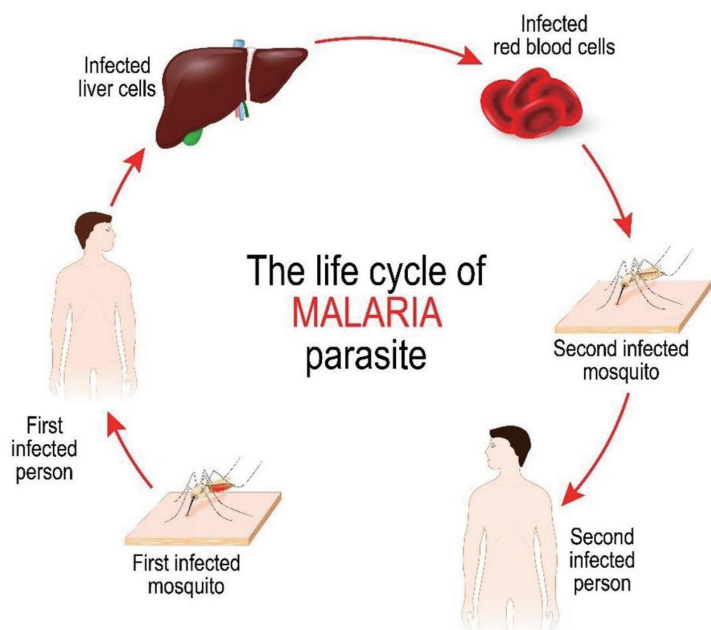 Infected
liver cells
Infected
red blood cells
The life cycle of
MALARIA
parasite
Second infected
mosquito
First
infected
person
First infected
mosquito
Second
infected
person